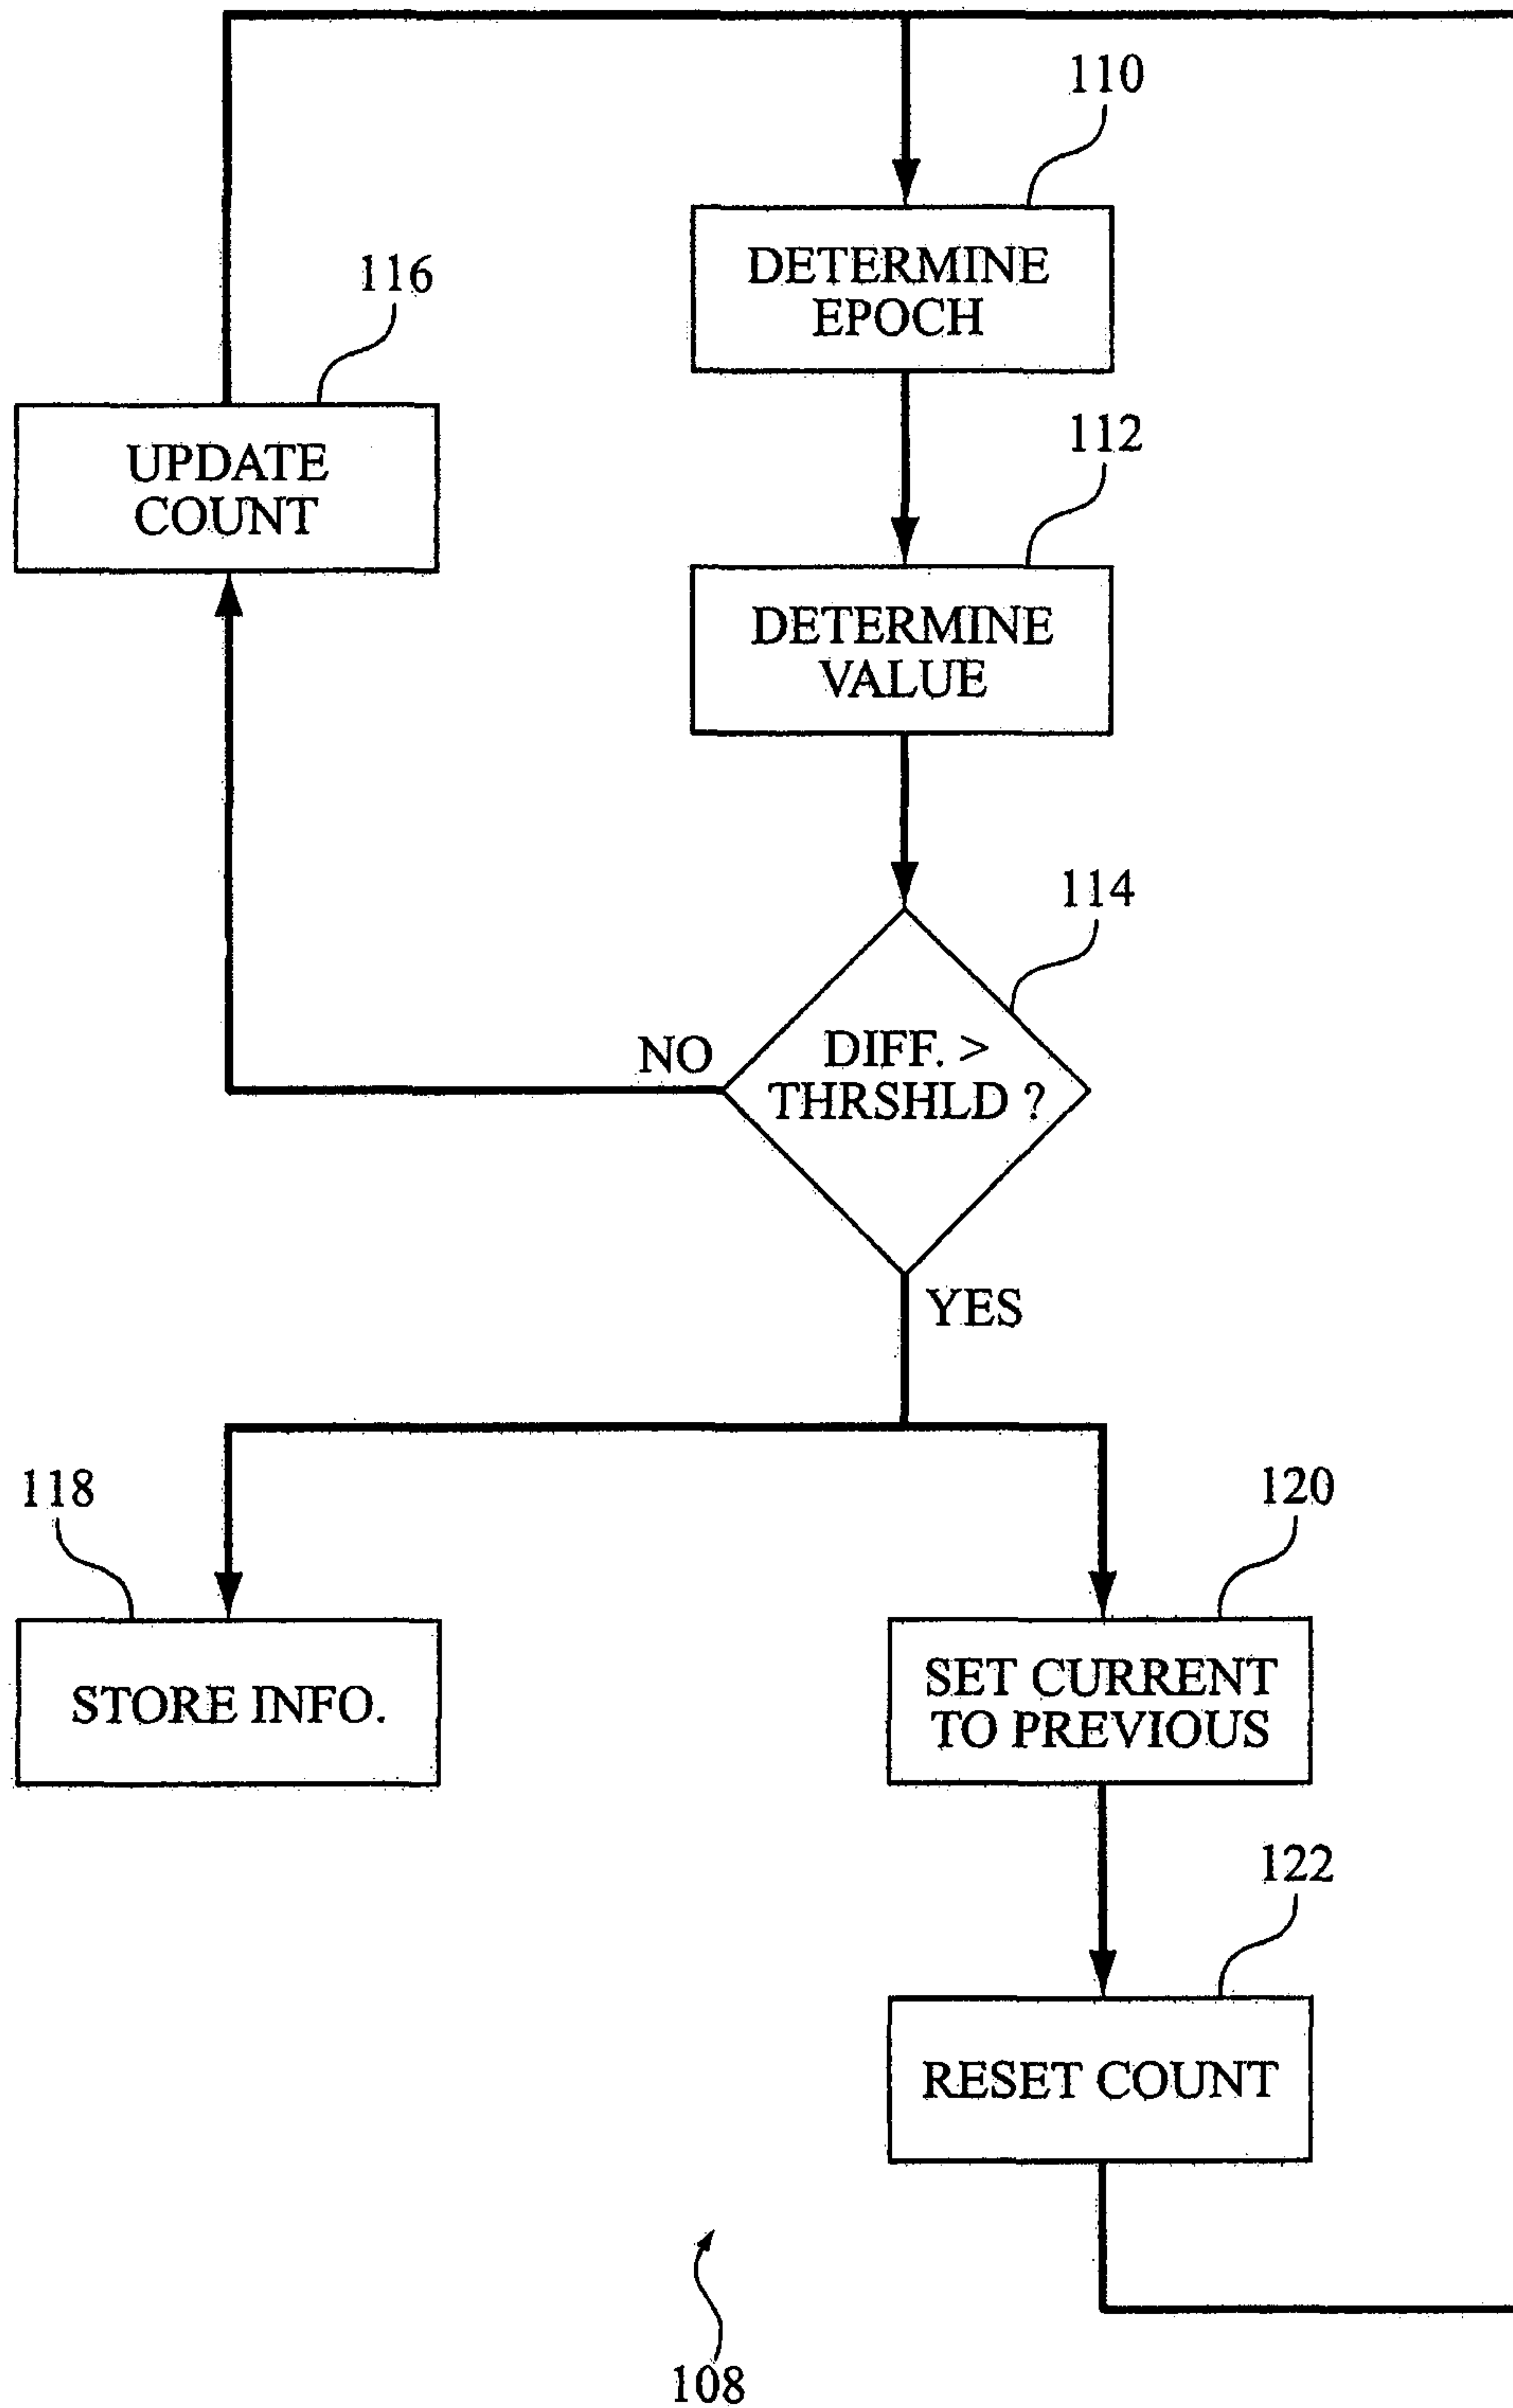 110
DETERMINE
EPOCH
116
UPDATE
COUNT
112
DETERMINE
VALUE
114
NO
DIFF. >
THRSHLD ?
YES
118
STORE INFO.
120
SET CURRENT
TO PREVIOUS
122
RESET COUNT
108